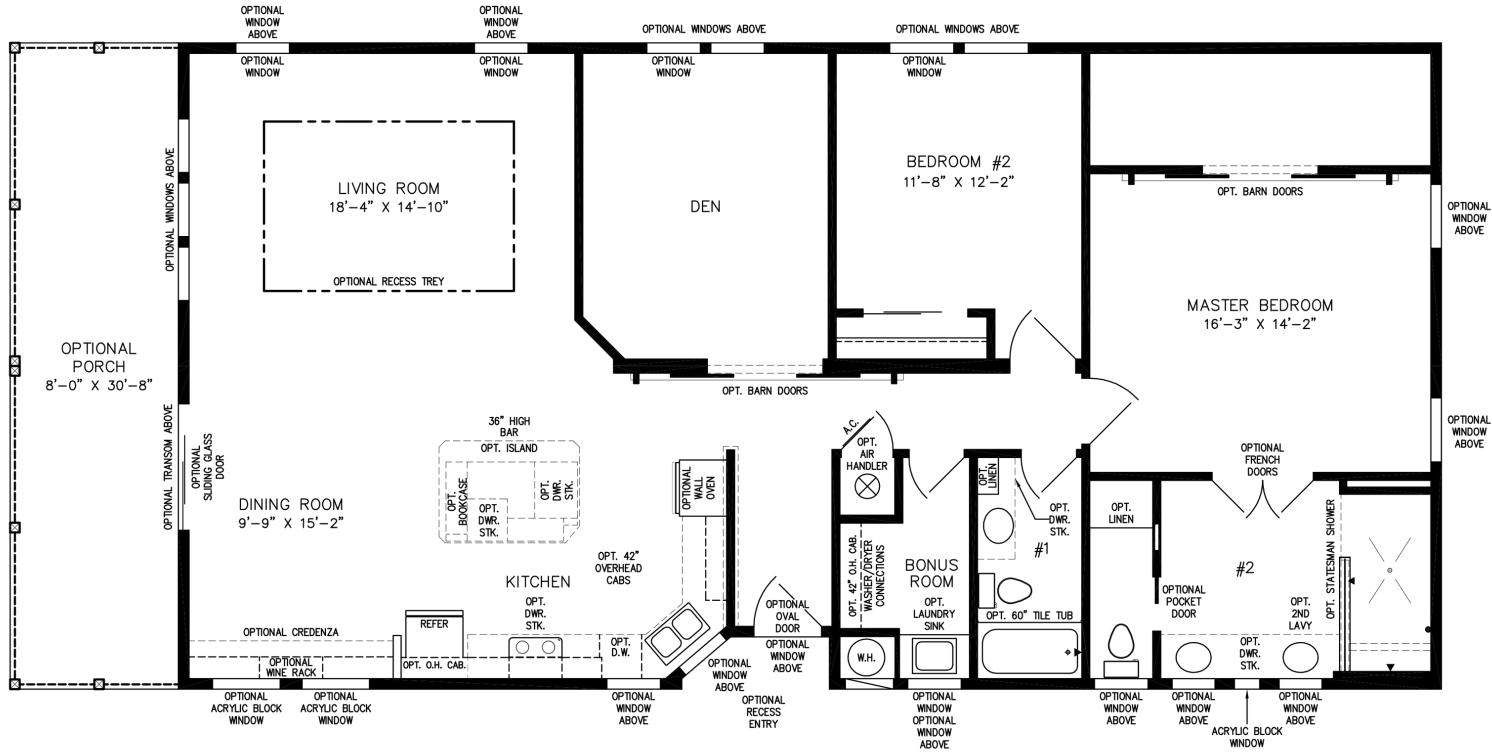 OPTIONAL
WINDOW
ABOVE
OPTIONAL
WINDOW
OPTIONAL
WINDOW
ABOVE
OPTIONAL
WINDOW
OPTIONAL WINDOWS ABOVE
OPTIONAL
WINDOW
OPTIONAL WINDOWS ABOVE
OPTIONAL
WINDOW
LIVING ROOM
18'-4" X 14'-10"
OPTIONAL RECESS TREY
OPTIONAL WINDOWS ABOVE
DEN
BEDROOM #2
11'-8" X 12'-2"
OPT. BARN DOORS
OPTIONAL
WINDOW
ABOVE
MASTER BEDROOM
16'-3" X 14'-2"
OPTIONAL
PORCH
8'-0" X 30'-8"
OPT. BARN DOORS
OPTIONAL TRANSOM ABOVE
OPTIONAL
SLIDING GLASS
DOOR
36" HIGH
BAR
OPT. ISLAND
OPT.
BOOKCASE
OPT.
DWR.
STK.
OPT.
DWR.
STK.
OPTIONAL
WALL
OVEN
A.C.
OPT.
AIR
HANDLER
OPT.
LINEN
OPT.
DWR.
STK.
#1
OPTIONAL
FRENCH
DOORS
OPTIONAL
WINDOW
ABOVE
DINING ROOM
9'-9" X 15'-2"
KITCHEN
OPT. 42"
OVERHEAD
CABS
OPT.
DWR.
STK.
REFER
OPTIONAL CREDENZA
OPTIONAL
WINE RACK
OPT. O.H. CAB.
OPT.
D.W.
OPTIONAL
OVAL
DOOR
OPTIONAL
WINDOW
ABOVE
OPT. 42" O.H. CAB.
WASHER/DRYER
CONNECTIONS
BONUS
ROOM
OPT.
LAUNDRY
SINK
W.H.
OPT. 60" TILE TUB
OPT.
LINEN
#2
OPTIONAL
POCKET
DOOR
OPT.
2ND
LAVY
OPT.
DWR.
STK.
OPT. STATESMAN SHOWER
OPTIONAL
ACRYLIC BLOCK
WINDOW
OPTIONAL
ACRYLIC BLOCK
WINDOW
OPTIONAL
WINDOW
ABOVE
OPTIONAL
WINDOW
ABOVE
OPTIONAL
RECESS
ENTRY
OPTIONAL
WINDOW
OPTIONAL
WINDOW
ABOVE
OPTIONAL
WINDOW
ABOVE
OPTIONAL
WINDOW
ABOVE
ACRYLIC BLOCK
WINDOW
OPTIONAL
WINDOW
ABOVE